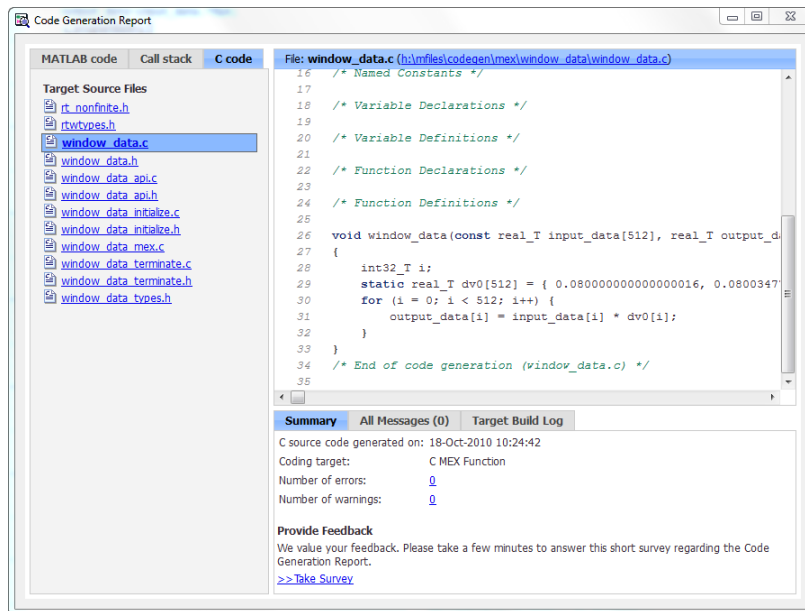 Code Generation Report
MATLAB code Call stack C code
Target Source Files
rt_nonfinite.h
rtwtypes.h
window_data.c
window_data.h
window_data_api.c
window_data_api.h
window_data_initialize.c
window_data_initialize.h
window_data_mex.c
window_data_terminate.c
window_data_terminate.h
window_data_types.h
File: window_data.c (h:\mfiles\codegen\mex\window_data\window_data.c)
16 /* Named Constants */
17
18 /* Variable Declarations */
19
20 /* Variable Definitions */
21
22 /* Function Declarations */
23
24 /* Function Definitions */
25
26 void window_data(const real_T input_data[512], real_T output_d
27 {
28 int32_T i;
29 static real_T dv0[512] = { 0.080000000000000016, 0.0800347
30 for (i = 0; i < 512; i++) {
31 output_data[i] = input_data[i] * dv0[i];
32 }
33 }
34 /* End of code generation (window_data.c) */
35
Summary All Messages (0) Target Build Log
C source code generated on: 18-Oct-2010 10:24:42
Coding target: C MEX Function
Number of errors: 0
Number of warnings: 0
Provide Feedback
We value your feedback. Please take a few minutes to answer this short survey regarding the Code
Generation Report.
>>Take Survey